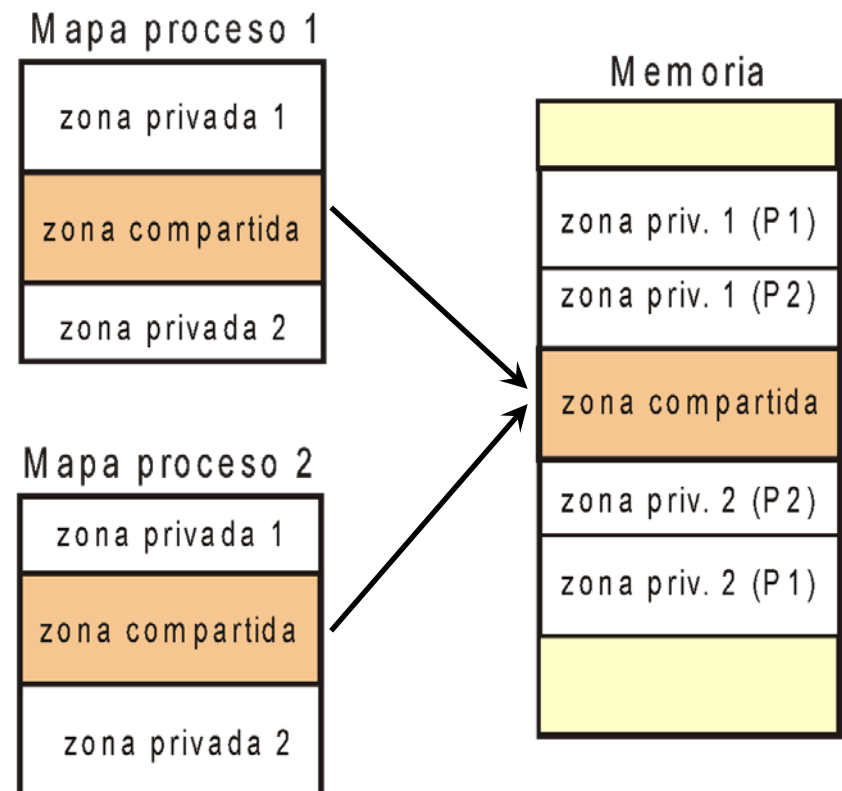 Mapa proceso 1
zona privada 1
zona compartida
zona privada 2
Mapa proceso 2
zona privada 1
zona compartida
zona privada 2
Memoria
zona priv. 1 (P1)
zona priv. 1 (P2)
zona compartida
zona priv. 2 (P2)
zona priv. 2 (P1)